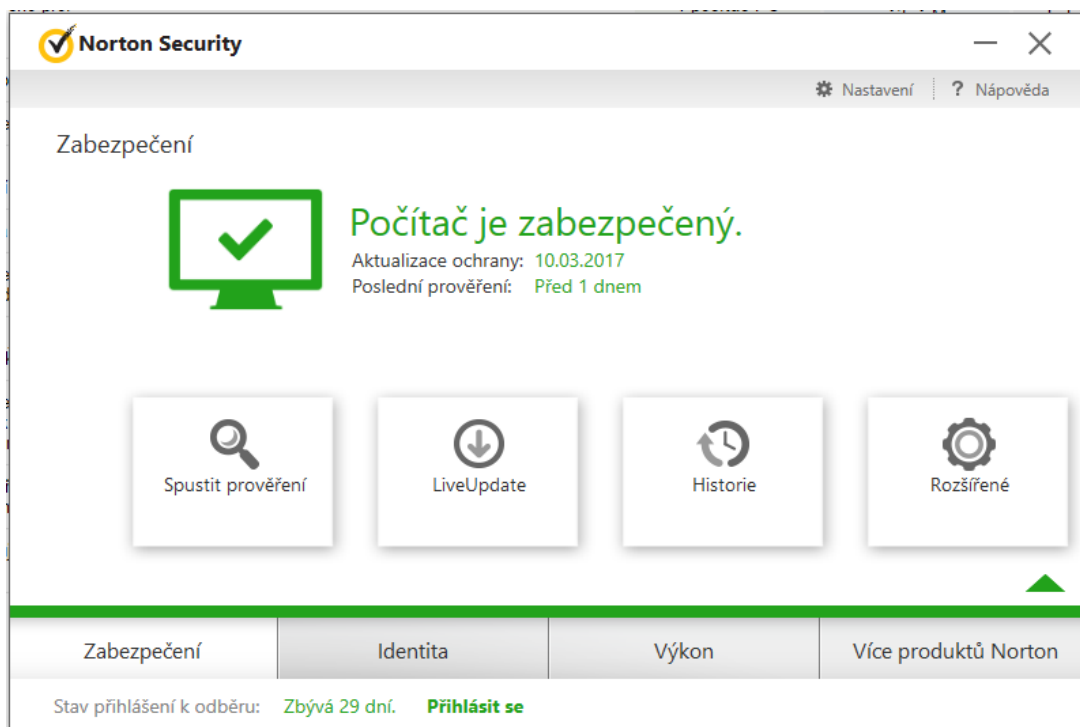 Norton Security
Nastavení ? Nápověda
Zabezpečení
Počítač je zabezpečený.
Aktualizace ochrany: 10.03.2017
Poslední prověření: Před 1 dnem
Spustit prověření LiveUpdate Historie Rozšířené
Zabezpečení Identita Výkon Více produktů Norton
Stav přihlášení k odběru: Zbývá 29 dní. Přihlásit se